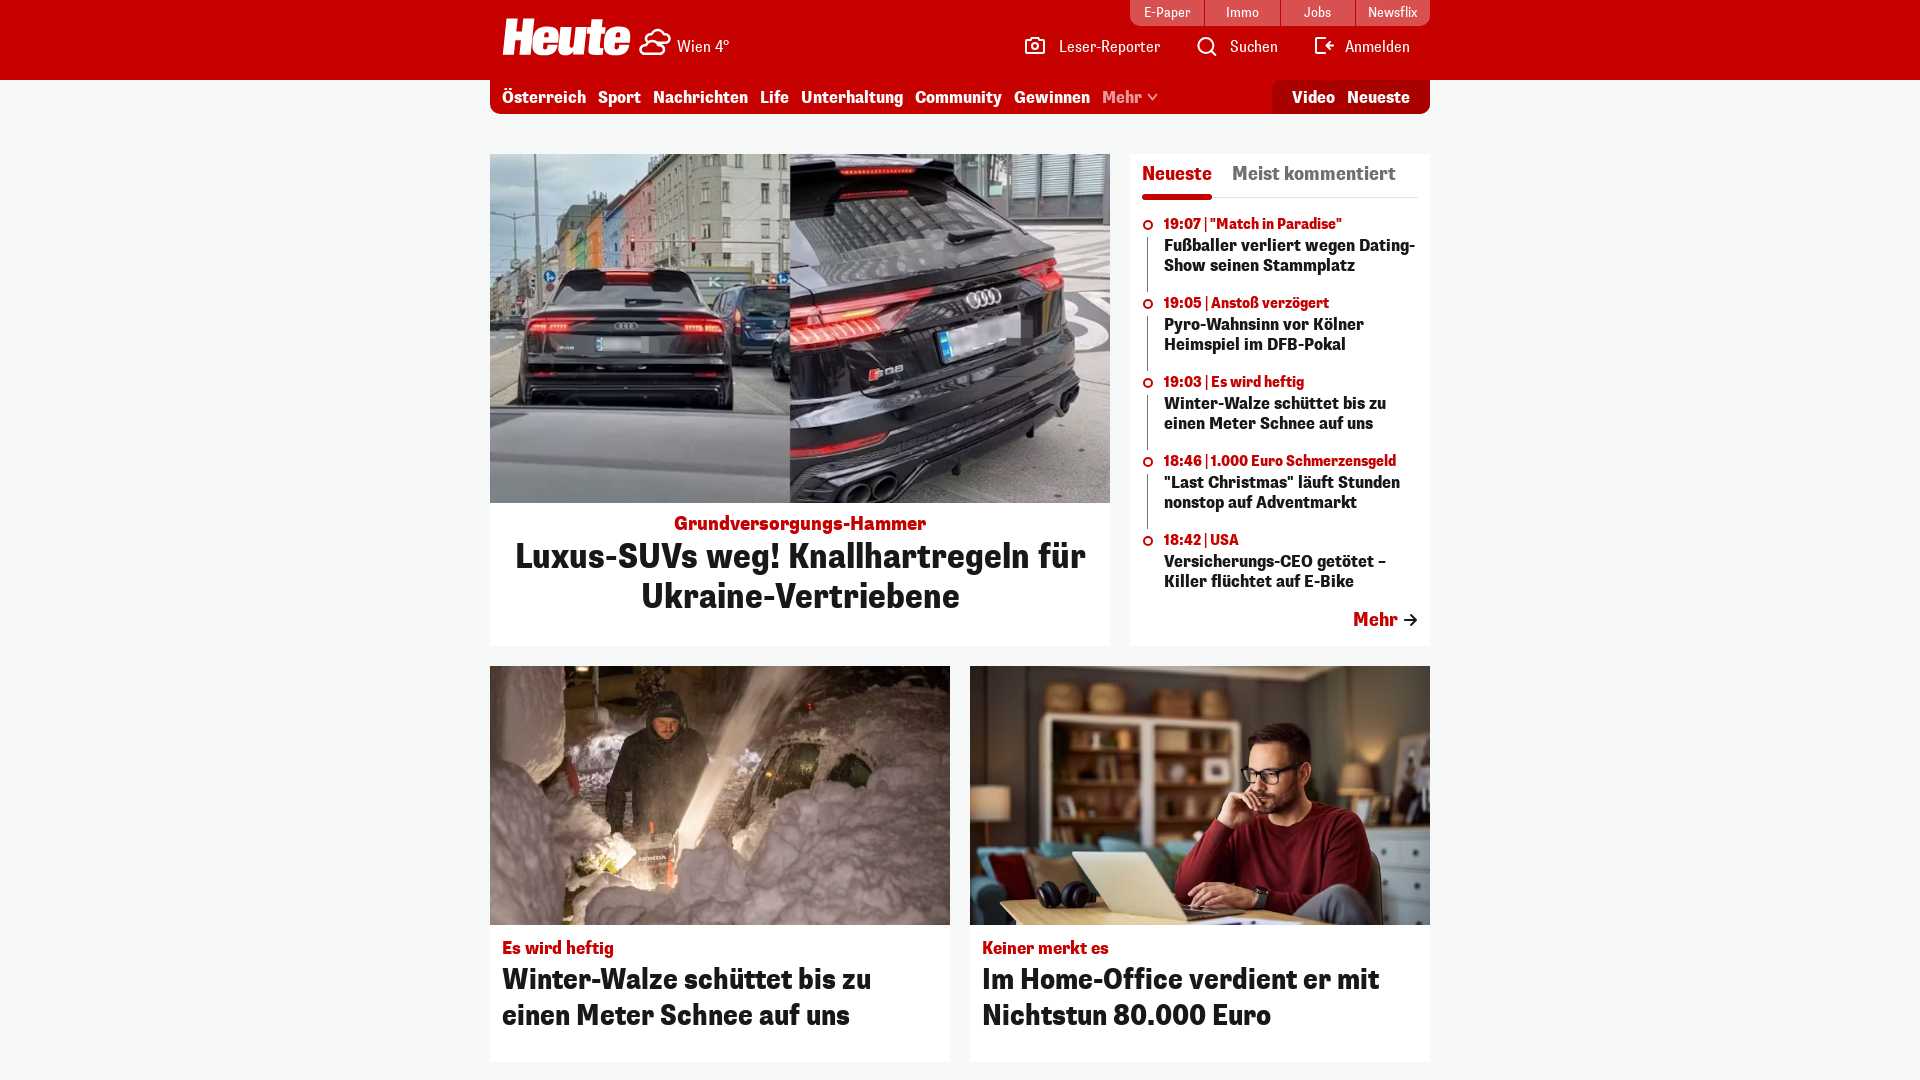 E-Paper
Immo
Jobs
Newsflix
Heute
Wien 4°
Leser-Reporter
Suchen
Anmelden
Österreich
Sport
Nachrichten
Life
Unterhaltung
Community
Gewinnen
Mehr
Video
Neueste
Grundversorgungs-Hammer
Luxus-SUVs weg! Knallhartregeln für
Ukraine-Vertriebene
Neueste
Meist kommentiert
19:07 | "Match in Paradise"
Fußballer verliert wegen Dating-
Show seinen Stammplatz
19:05 | Anstoß verzögert
Pyro-Wahnsinn vor Kölner
Heimspiel im DFB-Pokal
19:03 | Es wird heftig
Winter-Walze schüttet bis zu
einen Meter Schnee auf uns
18:46 | 1.000 Euro Schmerzensgeld
"Last Christmas" läuft Stunden
nonstop auf Adventmarkt
18:42 | USA
Versicherungs-CEO getötet –
Killer flüchtet auf E-Bike
Mehr
Es wird heftig
Winter-Walze schüttet bis zu
einen Meter Schnee auf uns
Keiner merkt es
Im Home-Office verdient er mit
Nichtstun 80.000 Euro